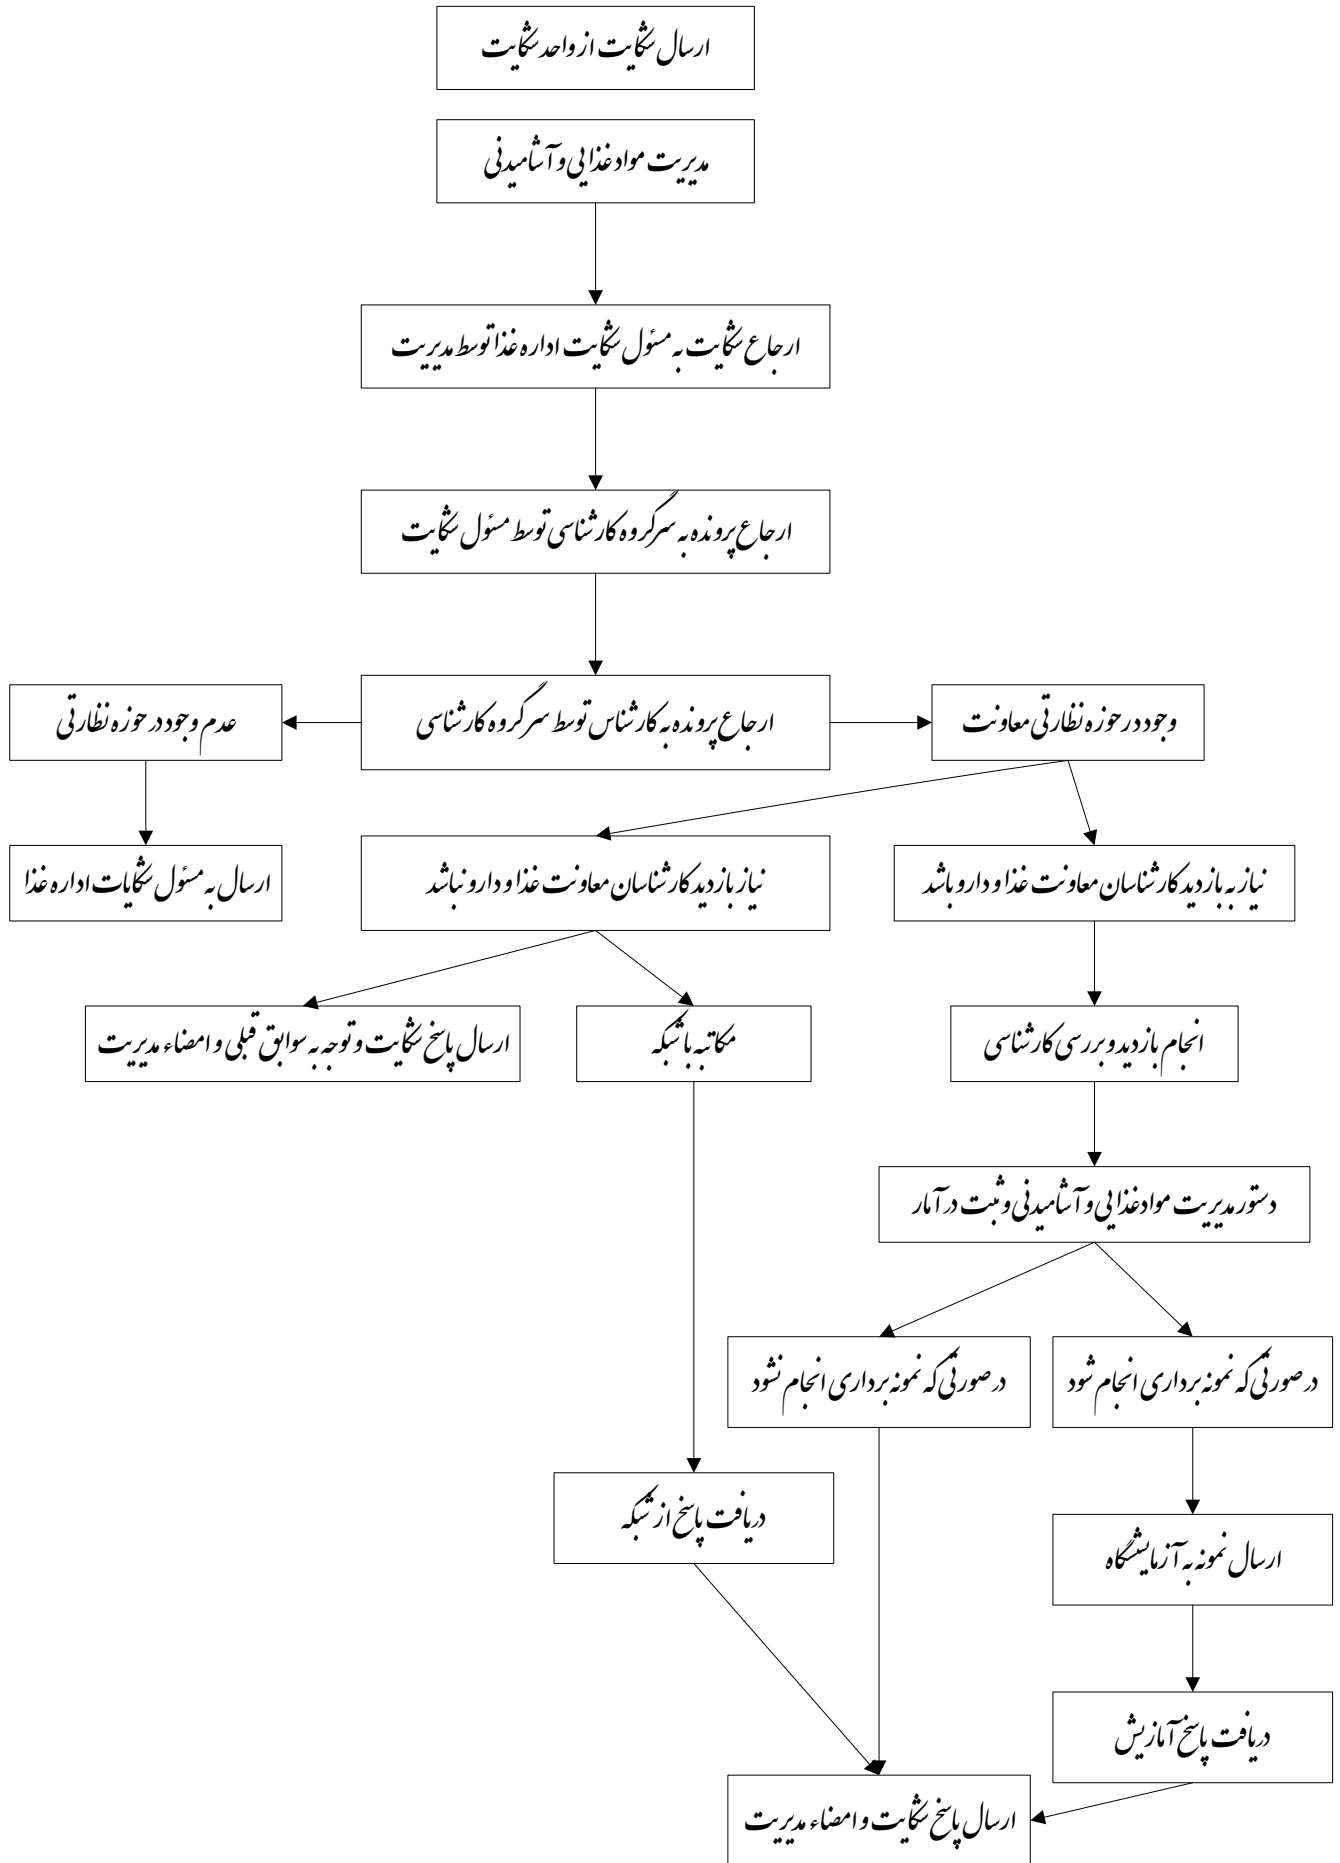 ارسال شکایت از واحد شکایت
مدیریت مواد غذایی و آشامیدنی
ارجاع شکایت به مسئول شکایت اداره غذا توسط مدیریت
ارجاع پرونده به سرگروه کارشناسی توسط مسئول شکایت
وجود در حوزه نظارتی معاونت
ارجاع پرونده به کارشناس توسط سرگروه کارشناسی
عدم وجود در حوزه نظارتی
نیاز به بازدید کارشناسان معاونت غذا و دارو باشد
نیاز بازدید کارشناسان معاونت غذا و دارو نباشد
ارسال به مسئول شکایات اداره غذا
انجام بازدید و بررسی کارشناسی
مکاتبه با شبکه
ارسال پاسخ شکایت و توجه به سوابق قبلی و امضاء مدیریت
دستور مدیریت مواد غذایی و آشامیدنی و ثبت در آمار
در صورتی که نمونه برداری انجام شود
در صورتی که نمونه برداری انجام نشود
دریافت پاسخ از شبکه
ارسال نمونه به آزمایشگاه
دریافت پاسخ آمازیش
ارسال پاسخ شکایت و امضاء مدیریت